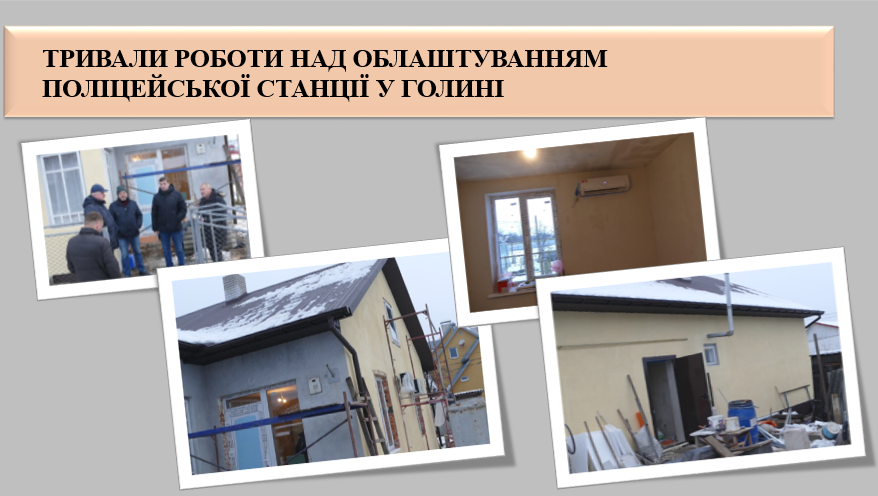 ТРИВАЛИ РОБОТИ НАД ОБЛАШТУВАННЯМ
ПОЛІЦЕЙСЬКОЇ СТАНЦІЇ У ГОЛИНІ